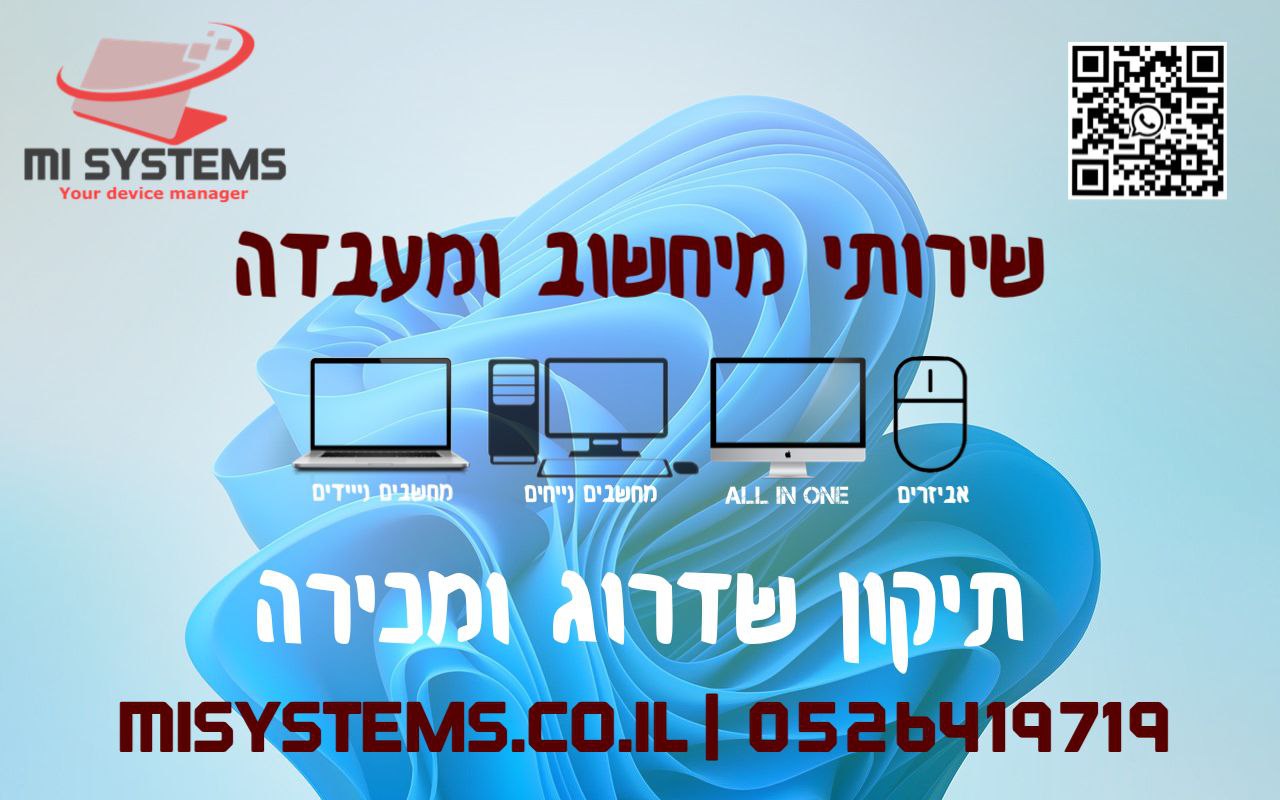 MI SYSTEMS
Your device manager
שירותי מיחשוב ומעבדה
מחשבים ניידים
מחשבים נייחים
ALL IN ONE
אביזרים
תיקון שדרוג ומכירה
MISYSTEMS.CO.IL | 0526419719